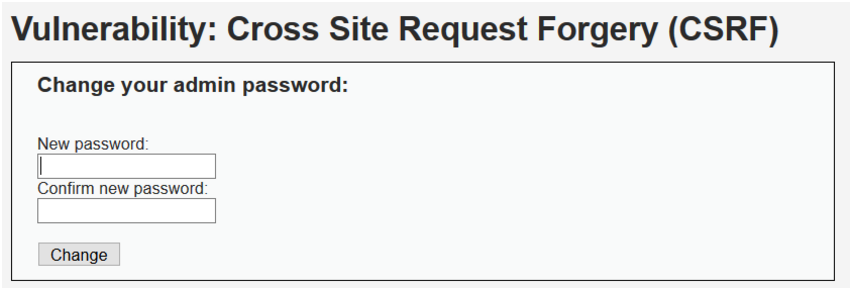 Vulnerability: Cross Site Request Forgery (CSRF)
Change your admin password:
New password:
Confirm new password:
Change